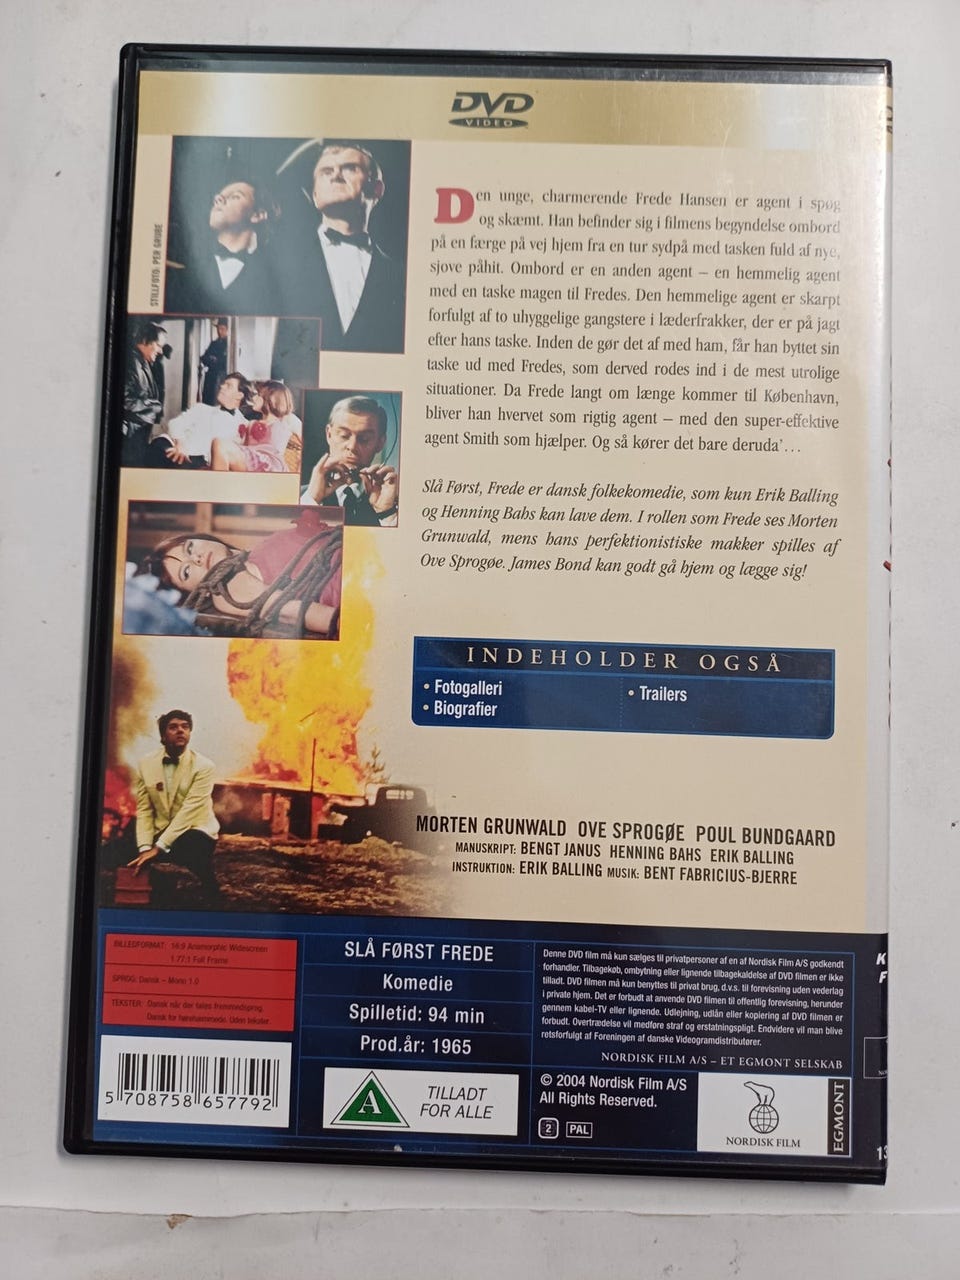 DVD
VIDEO
STILLFOTO: PER GRUBE
Den unge, charmerende Frede Hansen er agent i spøg
og skæmt. Han befinder sig i filmens begyndelse ombord
på en færge på vej hjem fra en tur sydpå med tasken fuld af nye,
sjove påhit. Ombord er en anden agent – en hemmelig agent
med en taske magen til Fredes. Den hemmelige agent er skarpt
forfulgt af to uhyggelige gangstere i læderfrakker, der er på jagt
efter hans taske. Inden de gør det af med ham, får han byttet sin
taske ud med Fredes, som derved rodes ind i de mest utrolige
situationer. Da Frede langt om længe kommer til København,
bliver han hvervet som rigtig agent – med den super-effektive
agent Smith som hjælper. Og så kører det bare deruda'...
Slå Først, Frede er dansk folkekomedie, som kun Erik Balling
og Henning Bahs kan lave dem. I rollen som Frede ses Morten
Grunwald, mens hans perfektionistiske makker spilles af
Ove Sprogøe. James Bond kan godt gå hjem og lægge sig!
INDEHOLDER OGSÅ
• Fotogalleri
• Biografier
• Trailers
MORTEN GRUNWALD OVE SPROGØE POUL BUNDGAARD
MANUSKRIPT: BENGT JANUS HENNING BAHS ERIK BALLING
INSTRUKTION: ERIK BALLING MUSIK: BENT FABRICIUS-BJERRE
BILLEDFORMAT: 16:9 Anamorphic Widescreen
1.77:1 Full Frame
SPROG: Dansk – Mono 1.0
TEKSTER: Dansk når der tales fremmedsprog.
Dansk for hørehæmmede. Uden tekster.
5 708758 657792
SLÅ FØRST FREDE
Komedie
Spilletid: 94 min
Prod.år: 1965
A
TILLADT
FOR ALLE
Denne DVD film må kun sælges til privatpersoner af en af Nordisk Film A/S godkendt
forhandler. Tilbagekøb, ombytning eller lignende tilbagekaldelse af DVD filmen er ikke
tilladt. DVD filmen må kun benyttes til privat brug, d.v.s. til forevisning uden vederlag
i private hjem. Det er forbudt at anvende DVD filmen til offentlig forevisning, herunder
gennem kabel-TV eller lignende. Udlejning, udlån eller kopiering af DVD filmen er
forbudt. Overtrædelse vil medføre straf og erstatningspligt. Endvidere vil man blive
retsforfulgt af Foreningen af danske Videogramdistributører.
NORDISK FILM A/S – ET EGMONT SELSKAB
© 2004 Nordisk Film A/S
All Rights Reserved.
2 PAL
NORDISK FILM
EGMONT